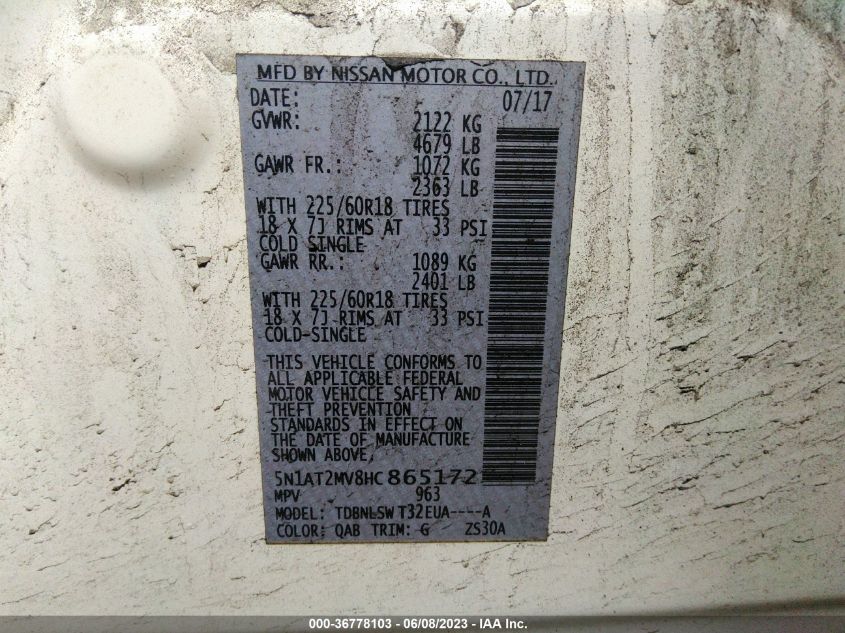 MFD BY NISSAN MOTOR CO., LTD.
DATE: 07/17
GVWR: 2122 KG
4679 LB
GAWR FR.: 1072 KG
2363 LB
WITH 225/60R18 TIRES
18 X 7J RIMS AT 33 PSI
COLD SINGLE
GAWR RR.: 1089 KG
2401 LB
WITH 225/60R18 TIRES
18 X 7J RIMS AT 33 PSI
COLD-SINGLE
THIS VEHICLE CONFORMS TO
ALL APPLICABLE FEDERAL
MOTOR VEHICLE SAFETY AND
THEFT PREVENTION
STANDARDS IN EFFECT ON
THE DATE OF MANUFACTURE
SHOWN ABOVE,
5N1AT2MV8HC865172
MPV 963
MODEL: TDBNLSW T32EUA----A
COLOR: QAB TRIM: G ZS30A
000-36778103 - 06/08/2023 - IAA Inc.